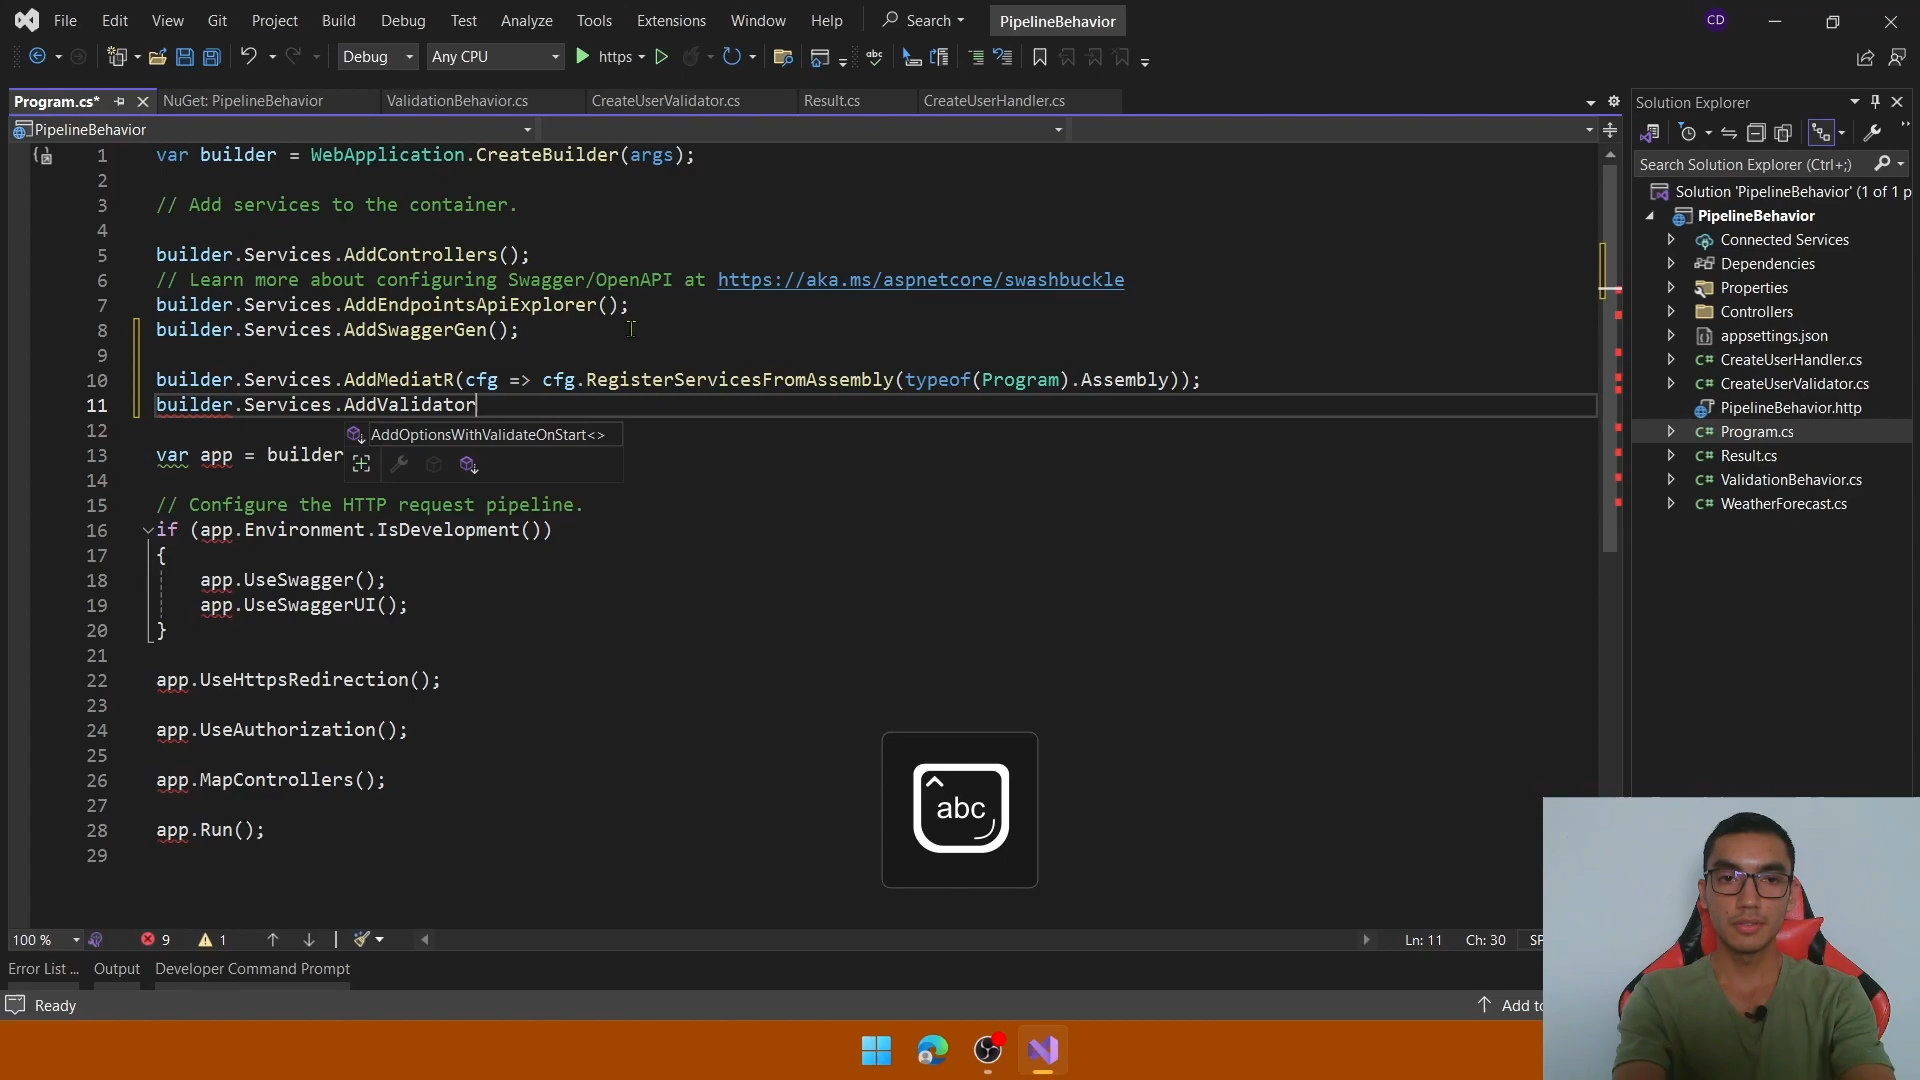 File Edit View Git Project Build Debug Test Analyze Tools Extensions Window Help Search PipelineBehavior CD
Debug Any CPU https
Program.cs* NuGet: PipelineBehavior ValidationBehavior.cs CreateUserValidator.cs Result.cs CreateUserHandler.cs
PipelineBehavior
1 var builder = WebApplication.CreateBuilder(args);
2
3 // Add services to the container.
4
5 builder.Services.AddControllers();
6 // Learn more about configuring Swagger/OpenAPI at https://aka.ms/aspnetcore/swashbuckle
7 builder.Services.AddEndpointsApiExplorer();
8 builder.Services.AddSwaggerGen();
9
10 builder.Services.AddMediatR(cfg => cfg.RegisterServicesFromAssembly(typeof(Program).Assembly));
11 builder.Services.AddValidator
12 AddOptionsWithValidateOnStart<>
13 var app = builder
14
15 // Configure the HTTP request pipeline.
16 if (app.Environment.IsDevelopment())
17 {
18 app.UseSwagger();
19 app.UseSwaggerUI();
20 }
21
22 app.UseHttpsRedirection();
23
24 app.UseAuthorization();
25
26 app.MapControllers();
27
28 app.Run();
29
abc
100 % 9 1 Ln: 11 Ch: 30 SP
Error List ... Output Developer Command Prompt
Ready Add to
Solution Explorer
Search Solution Explorer (Ctrl+;)
Solution 'PipelineBehavior' (1 of 1 p
PipelineBehavior
Connected Services
Dependencies
Properties
Controllers
appsettings.json
C# CreateUserHandler.cs
C# CreateUserValidator.cs
PipelineBehavior.http
C# Program.cs
C# Result.cs
C# ValidationBehavior.cs
C# WeatherForecast.cs